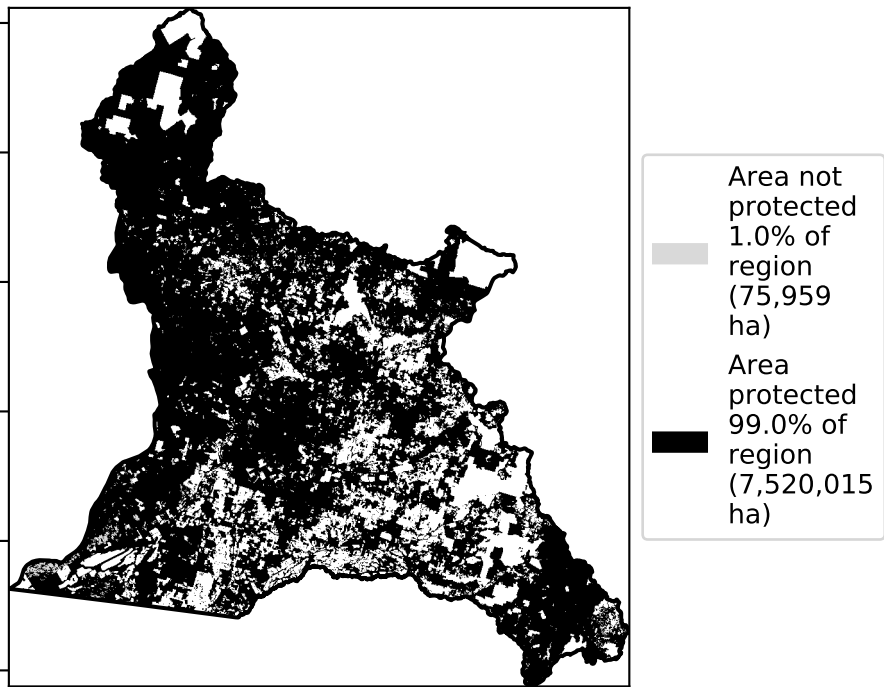 Area not
protected
1.0% of
region
(75,959
ha)
Area
protected
99.0% of
region
(7,520,015
ha)